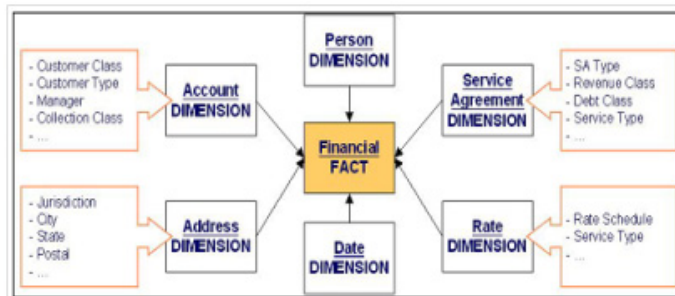 Person
DIMENSION
- Customer Class
- Customer Type
- Manager
- Collection Class
- ...
Account
DIMENSION
Service
Agreement
DIMENSION
- SA Type
- Revenue Class
- Debt Class
- Service Type
- ...
Financial
FACT
- Jurisdiction
- City
- State
- Postal
- ...
Address
DIMENSION
Date
DIMENSION
Rate
DIMENSION
- Rate Schedule
- Service Type
- ...